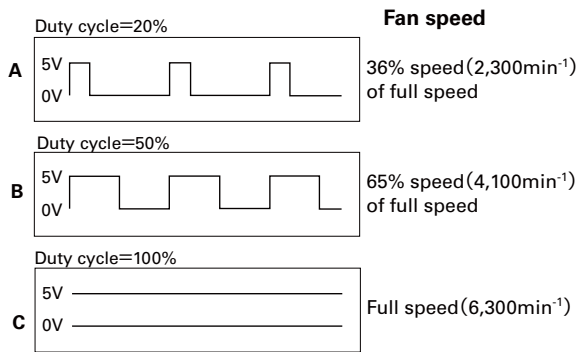 Fan speed
Duty cycle=20%
A
5V
0V
36% speed(2,300min-1)
of full speed
Duty cycle=50%
B
5V
0V
65% speed(4,100min-1)
of full speed
Duty cycle=100%
C
5V
0V
Full speed(6,300min-1)